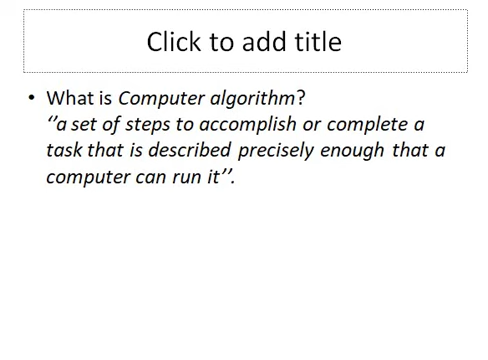 Click to add title
• What is Computer algorithm?
‘’a set of steps to accomplish or complete a
task that is described precisely enough that a
computer can run it’’.